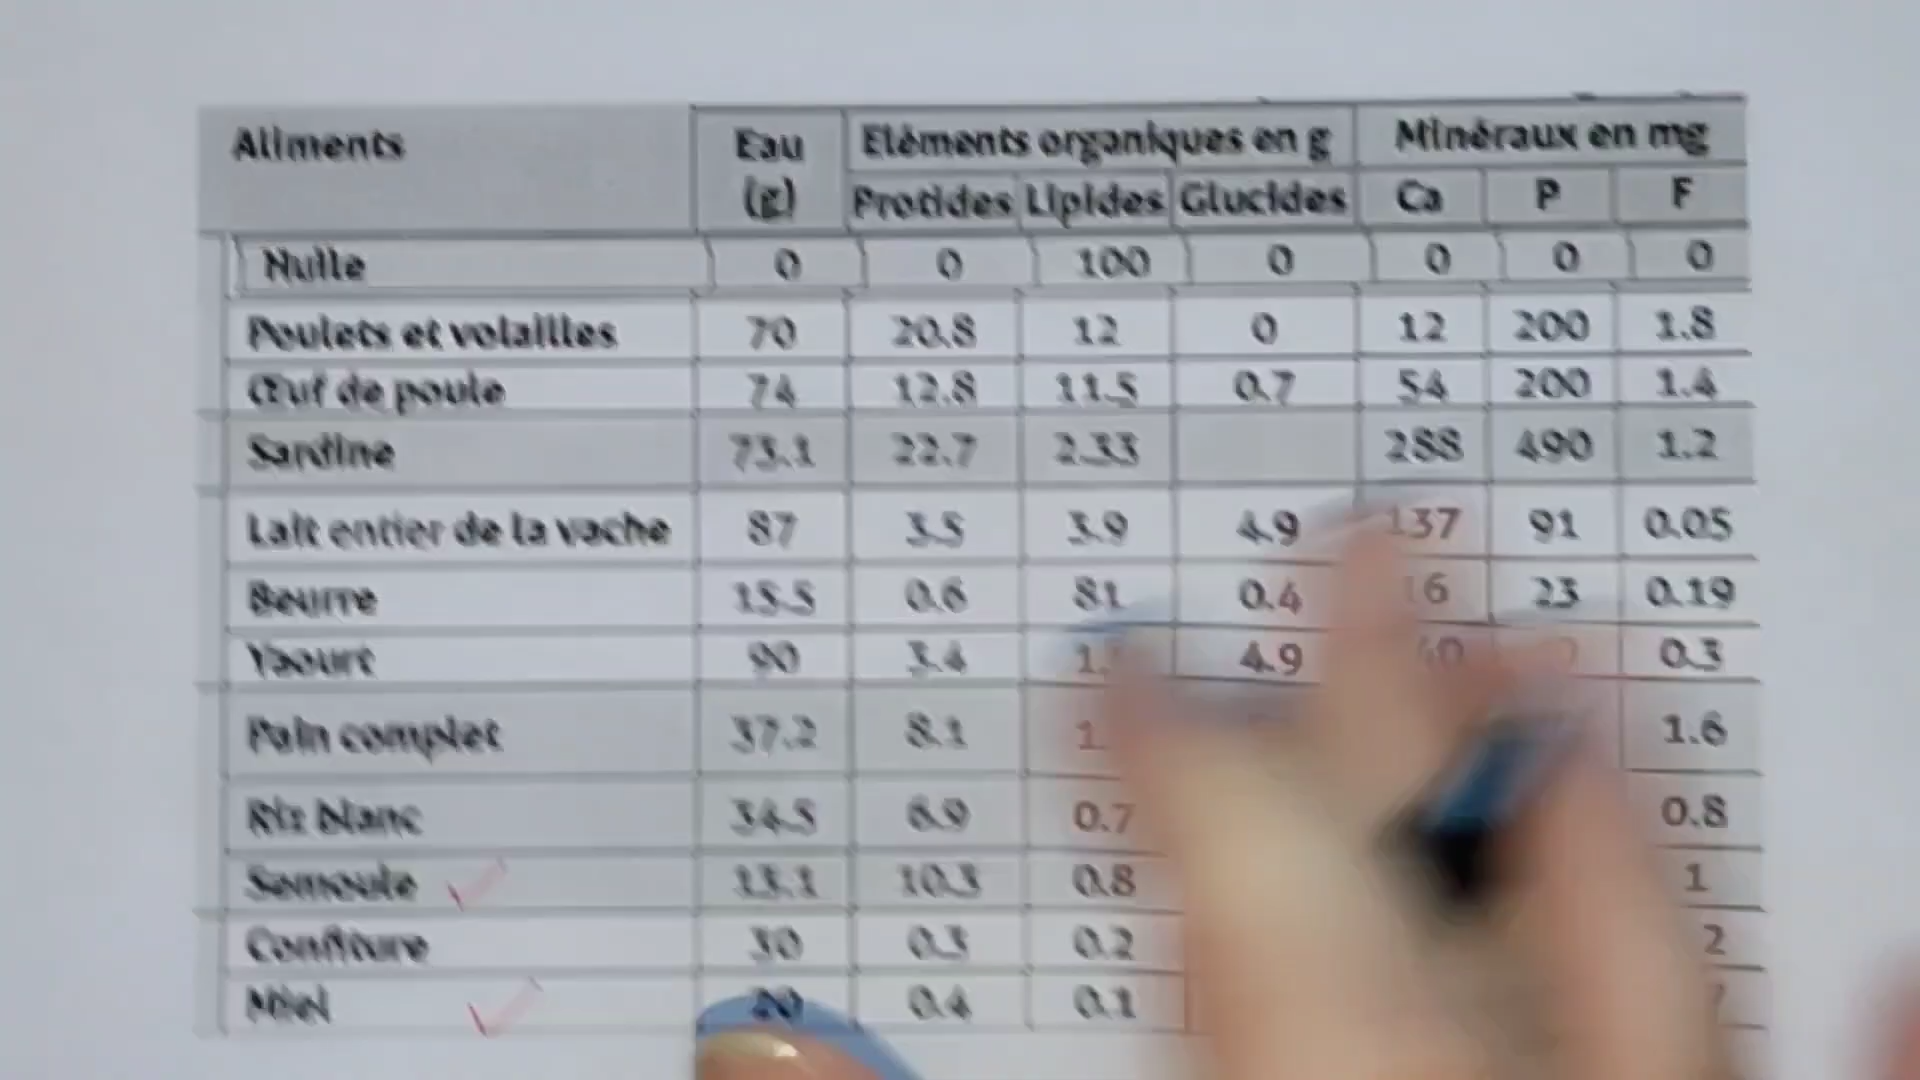 Aliments Eau (g) Eléments organiques en g Minéraux en mg
Protides Lipides Glucides Ca P F
Huile 0 0 100 0 0 0 0
Poulets et volailles 70 20.8 12 0 12 200 1.8
Œuf de poule 74 12.8 11.5 0.7 54 200 1.4
Sardine 73.1 22.7 2.33 288 490 1.2
Lait entier de la vache 87 3.5 3.9 4.9 137 91 0.05
Beurre 15.5 0.6 81 0.4 16 23 0.19
Yaourt 90 3.4 4.9 0.3
Pain complet 37.2 8.1 1.6
Riz blanc 34.5 6.9 0.7 0.8
Semoule 13.1 10.3 0.8 1
Confiture 30 0.3 0.2
Miel 20 0.4 0.1